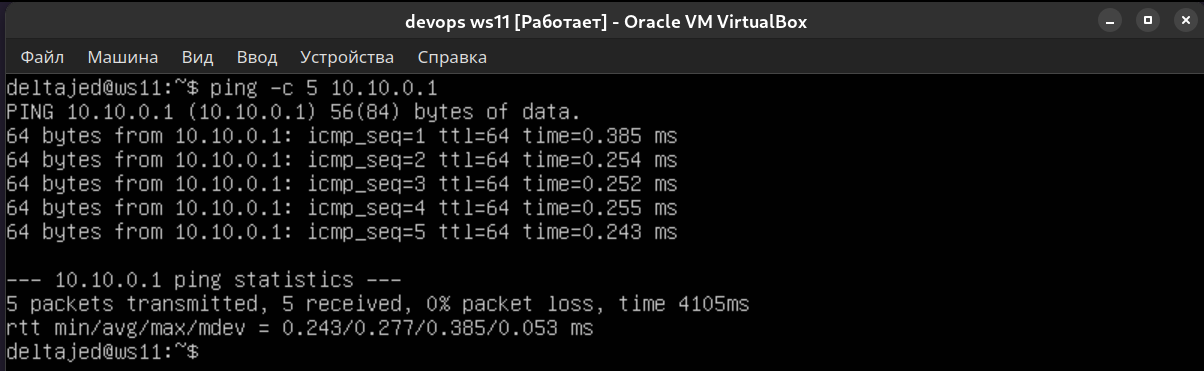 devops ws11 [Работает] - Oracle VM VirtualBox
Файл Машина Вид Ввод Устройства Справка
deltajed@ws11:~$ ping -c 5 10.10.0.1
PING 10.10.0.1 (10.10.0.1) 56(84) bytes of data.
64 bytes from 10.10.0.1: icmp_seq=1 ttl=64 time=0.385 ms
64 bytes from 10.10.0.1: icmp_seq=2 ttl=64 time=0.254 ms
64 bytes from 10.10.0.1: icmp_seq=3 ttl=64 time=0.252 ms
64 bytes from 10.10.0.1: icmp_seq=4 ttl=64 time=0.255 ms
64 bytes from 10.10.0.1: icmp_seq=5 ttl=64 time=0.243 ms
--- 10.10.0.1 ping statistics ---
5 packets transmitted, 5 received, 0% packet loss, time 4105ms
rtt min/avg/max/mdev = 0.243/0.277/0.385/0.053 ms
deltajed@ws11:~$